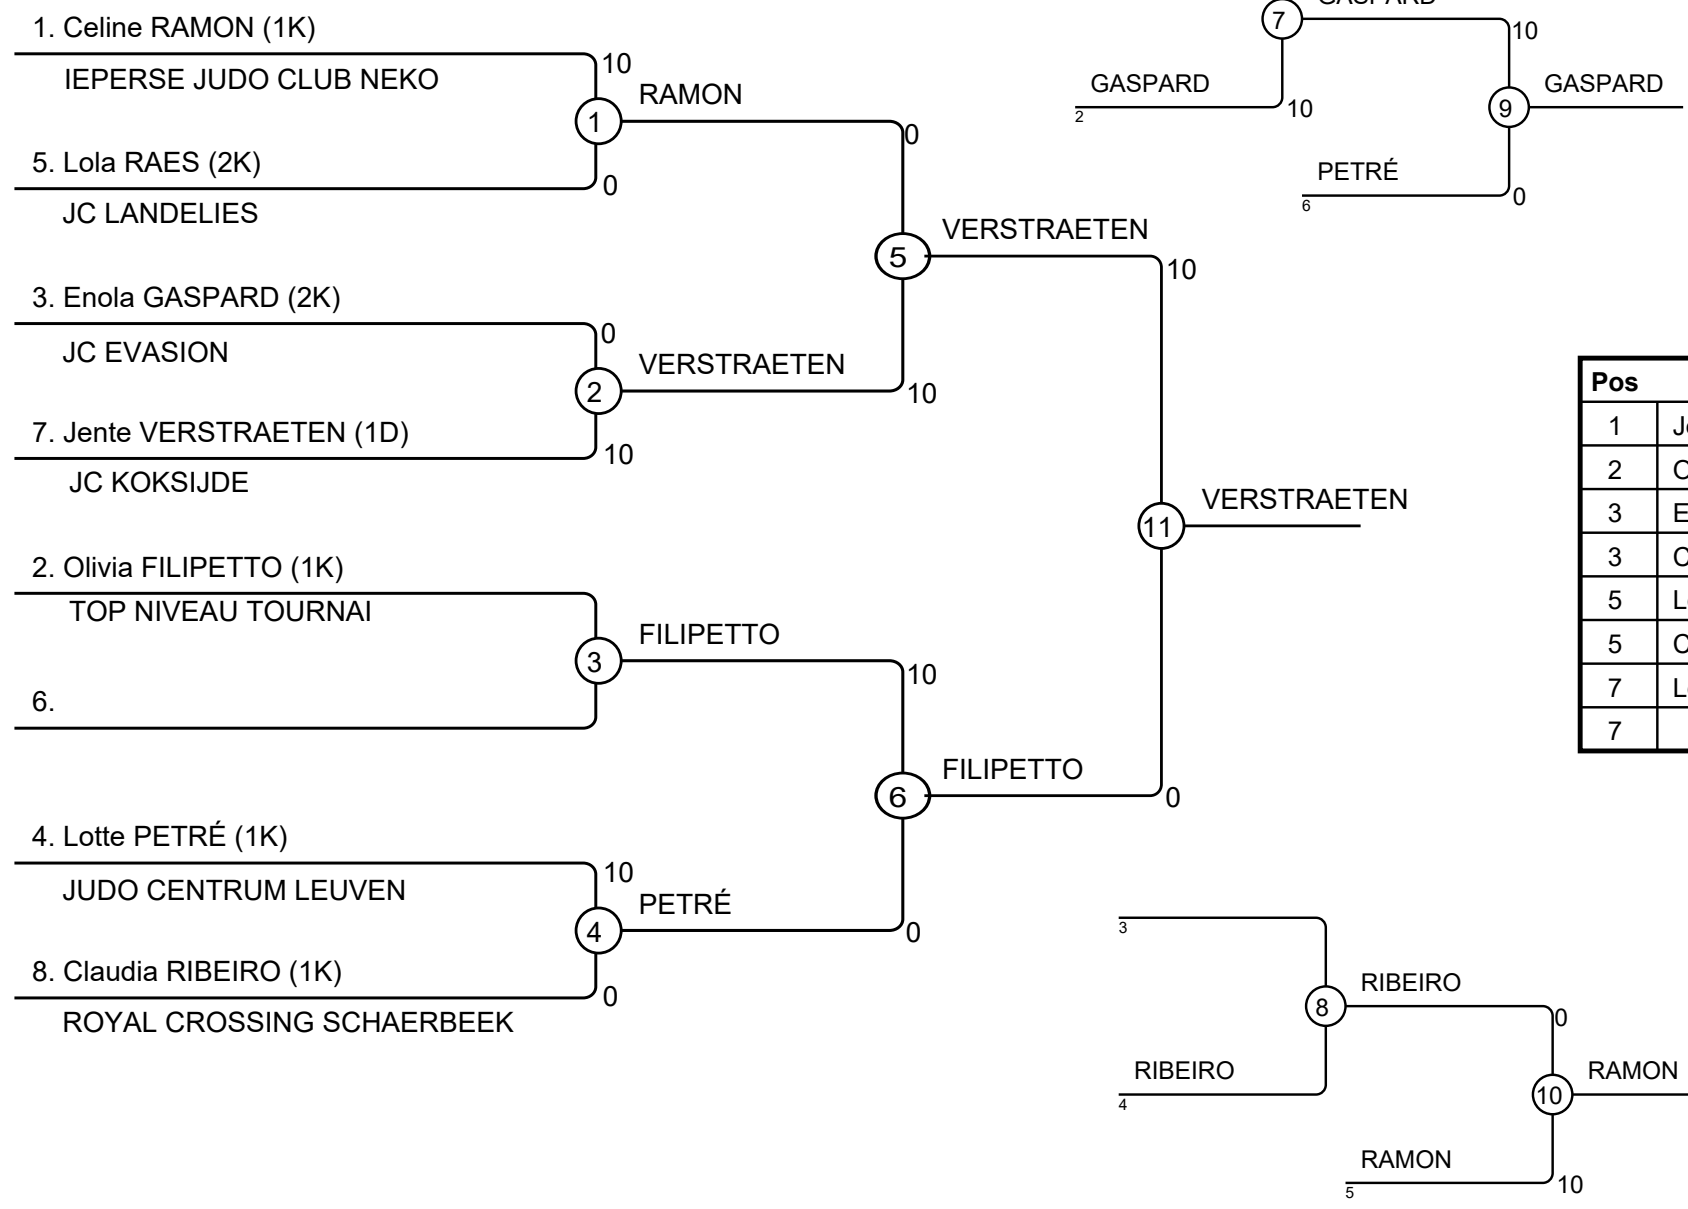 1. Celine RAMON (1K)
10
IEPERSE JUDO CLUB NEKO
1
RAMON
5. Lola RAES (2K)
0
JC LANDELIES
0
5
VERSTRAETEN
10
3. Enola GASPARD (2K)
0
JC EVASION
2
VERSTRAETEN
10
7. Jente VERSTRAETEN (1D)
10
JC KOKSIJDE
11
VERSTRAETEN
2. Olivia FILIPETTO (1K)
TOP NIVEAU TOURNAI
3
FILIPETTO
10
6.
6
FILIPETTO
0
4. Lotte PETRÉ (1K)
10
JUDO CENTRUM LEUVEN
4
PETRÉ
0
8. Claudia RIBEIRO (1K)
0
ROYAL CROSSING SCHAERBEEK
GASPARD
7
10
GASPARD
2
10
9
GASPARD
PETRÉ
6
0
Pos
1
2
3
3
5
5
7
7
3
8
RIBEIRO
0
RIBEIRO
4
10
RAMON
RAMON
5
10